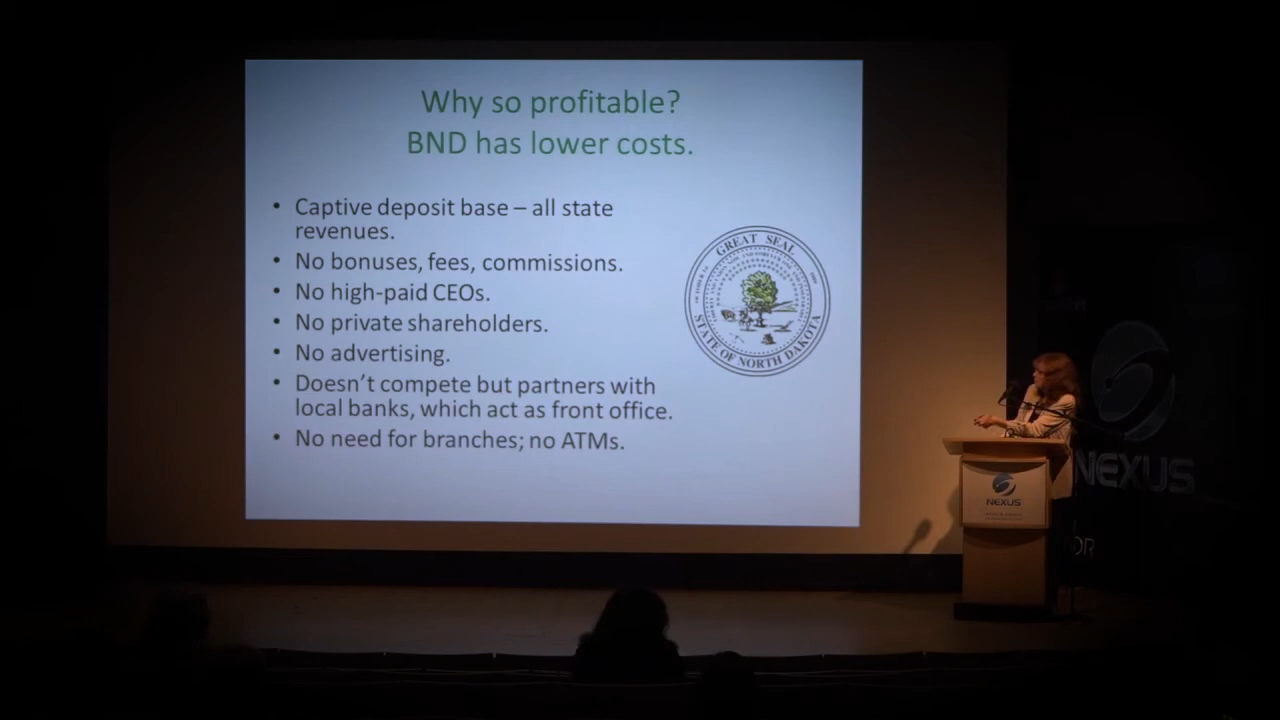 Why so profitable?
BND has lower costs.
• Captive deposit base – all state
revenues.
• No bonuses, fees, commissions.
• No high-paid CEOs.
• No private shareholders.
• No advertising.
• Doesn’t compete but partners with
local banks, which act as front office.
• No need for branches; no ATMs.
GREAT SEAL
STATE OF NORTH DAKOTA
NEXUS
NEXUS